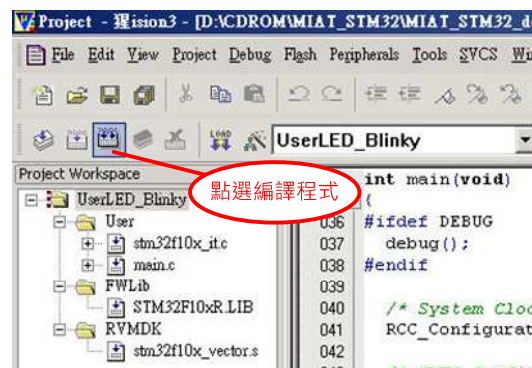 Project - 猩ision3 - [D:\CDROM\MIAT_STM32\MIAT_STM32_d
File Edit View Project Debug Flash Peripherals Tools SVCS Wi
LOAD
UserLED_Blinky
Project Workspace
點選編譯程式
UserLED_Blinky
User
stm32f10x_it.c
main.c
FWLib
STM32F10xR.LIB
RVMDK
stm32f10x_vector.s
int main(void)
{
036 #ifdef DEBUG
037 debug();
038 #endif
039
040 /* System Cloc
041 RCC_Configurat
042